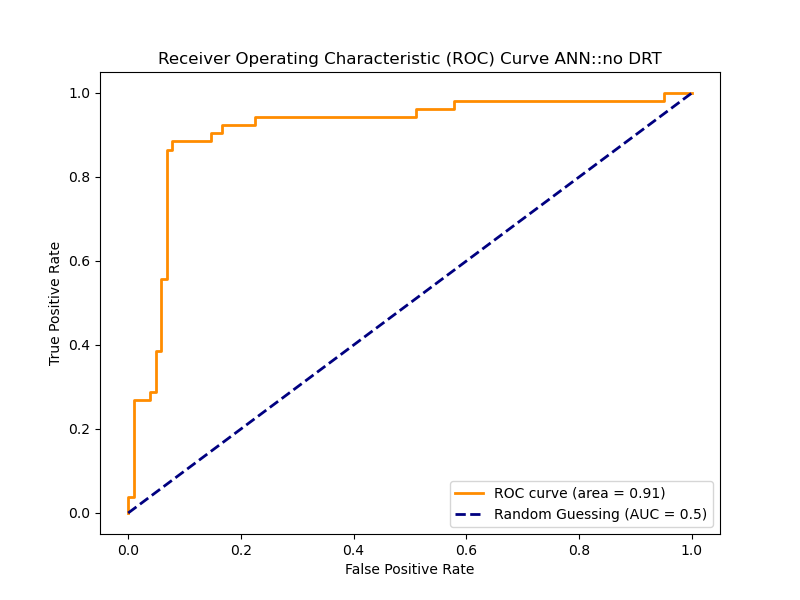 Receiver Operating Characteristic (ROC) Curve ANN::no DRT
1.0
0.8
0.6
0.4
0.2
0.0
True Positive Rate
0.0 0.2 0.4 0.6 0.8 1.0
False Positive Rate
ROC curve (area = 0.91)
Random Guessing (AUC = 0.5)